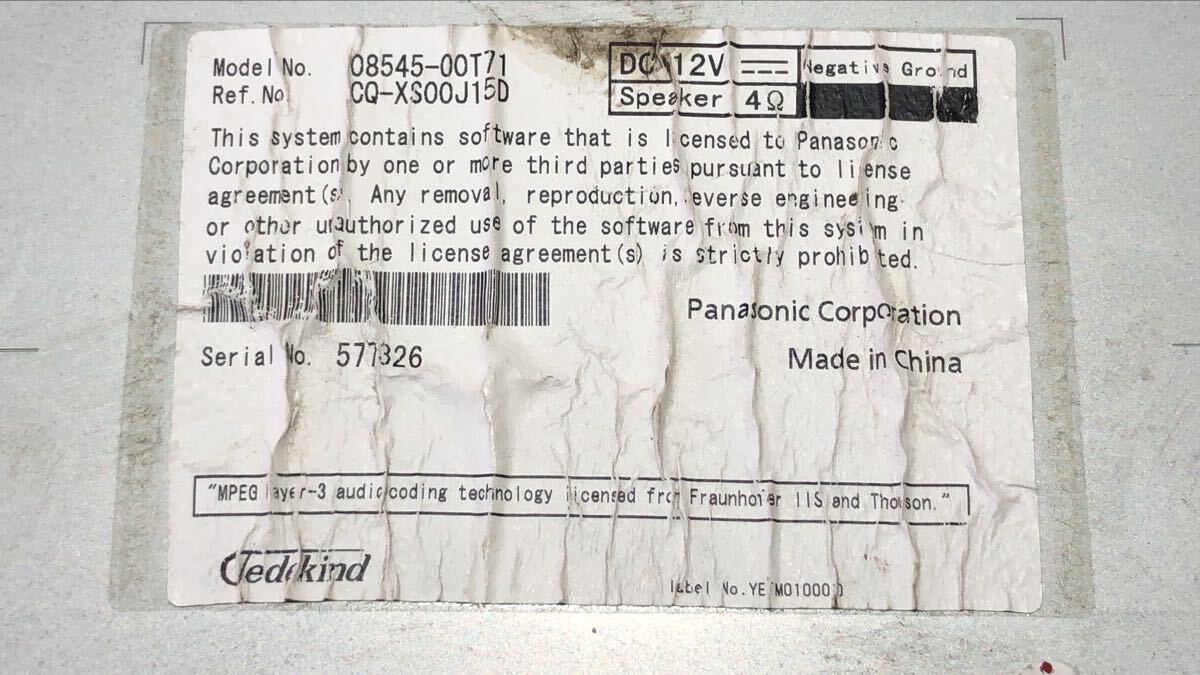 Model No. 08545-00T71
Ref. No CQ-XS00J15D
DC 12V Negative Ground
Speaker 4Ω
This system contains software that is licensed to Panasonic
Corporation by one or more third parties pursuant to license
agreement(s). Any removal, reproduction, reverse engineering
or other unauthorized use of the software from this system in
violation of the license agreement(s) is strictly prohibited.
Panasonic Corporation
Serial No. 577326
Made in China
"MPEG Layer-3 audio coding technology licensed from Fraunhofer IIS and Thomson."
label No.